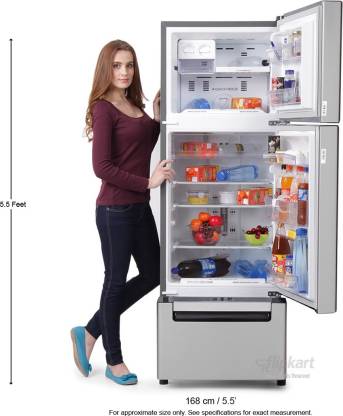 5.5 Feet
flipkart
168 cm / 5.5'
For approximate size only. See specifications for exact measurement.